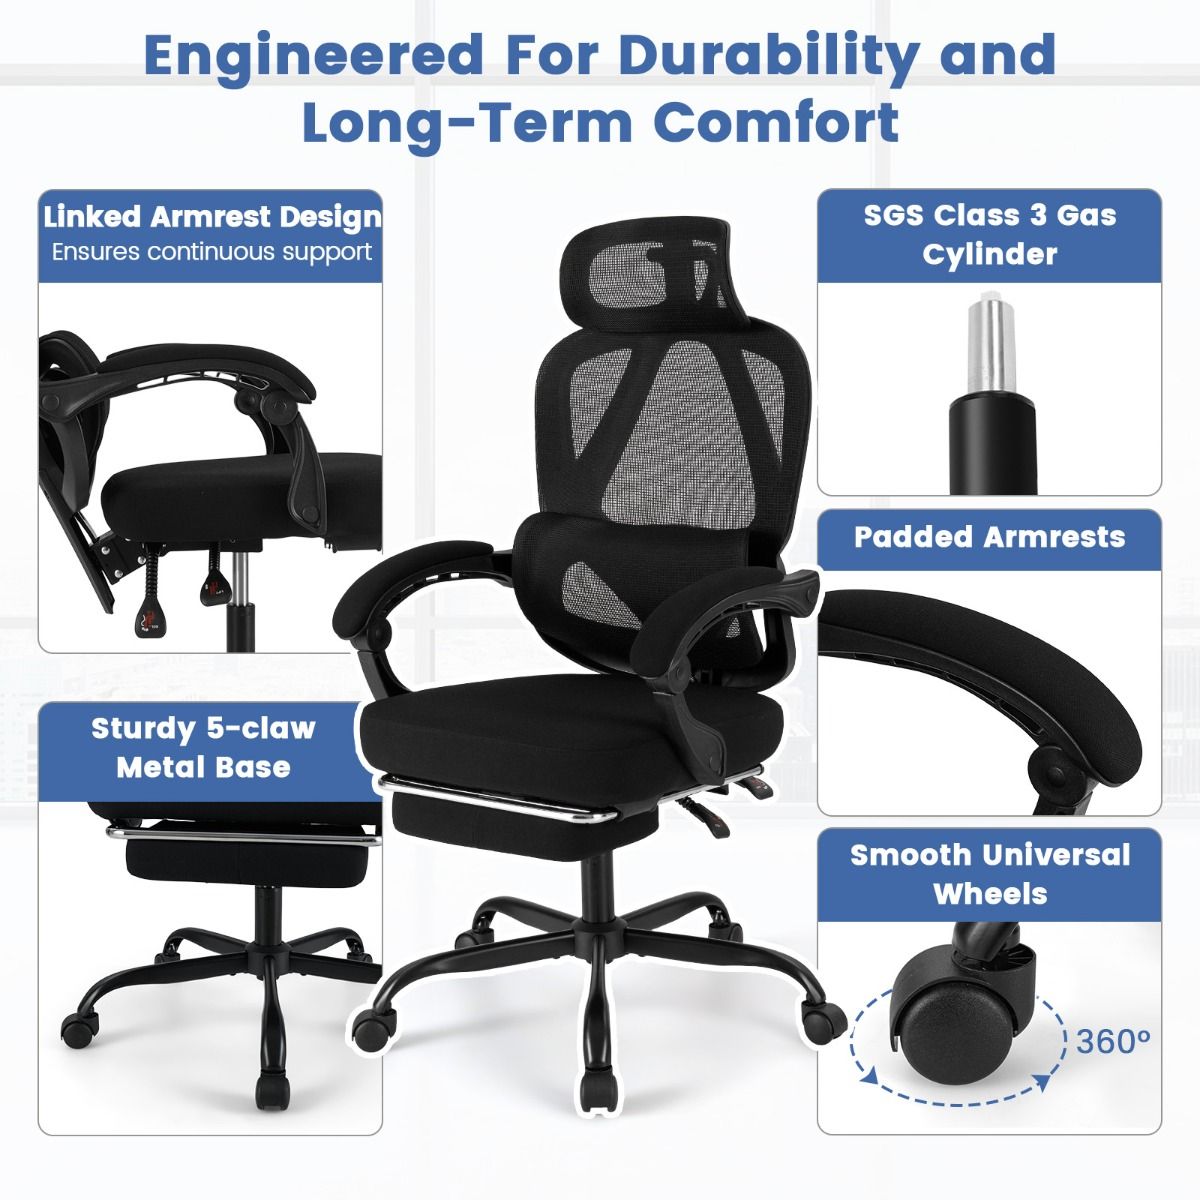 Engineered For Durability and
Long-Term Comfort
Linked Armrest Design
Ensures continuous support
SGS Class 3 Gas
Cylinder
Padded Armrests
Sturdy 5-claw
Metal Base
Smooth Universal
Wheels
360°